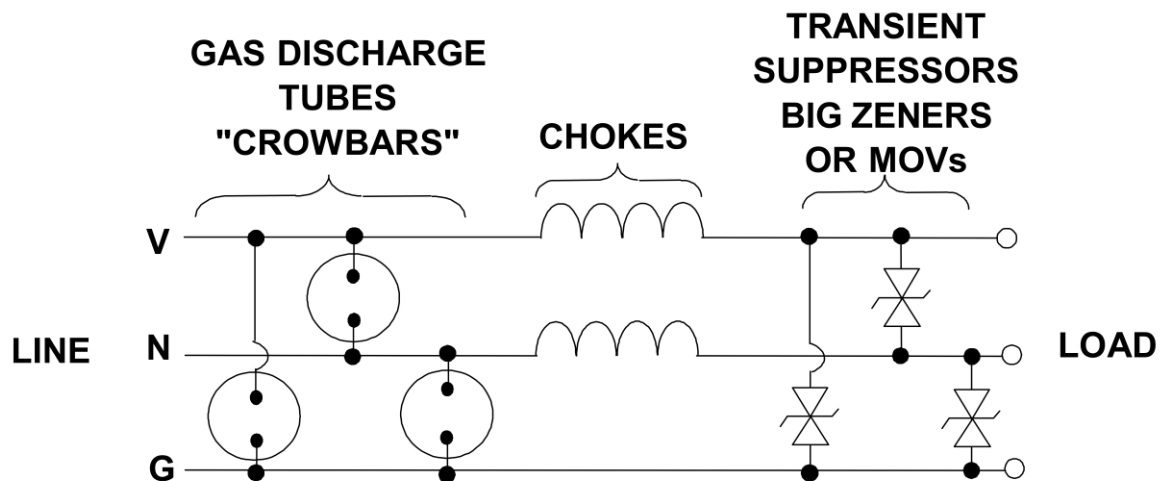 GAS DISCHARGE
TUBES
"CROWBARS"
CHOKES
TRANSIENT
SUPPRESSORS
BIG ZENERS
OR MOVs
V
LINE
N
LOAD
G